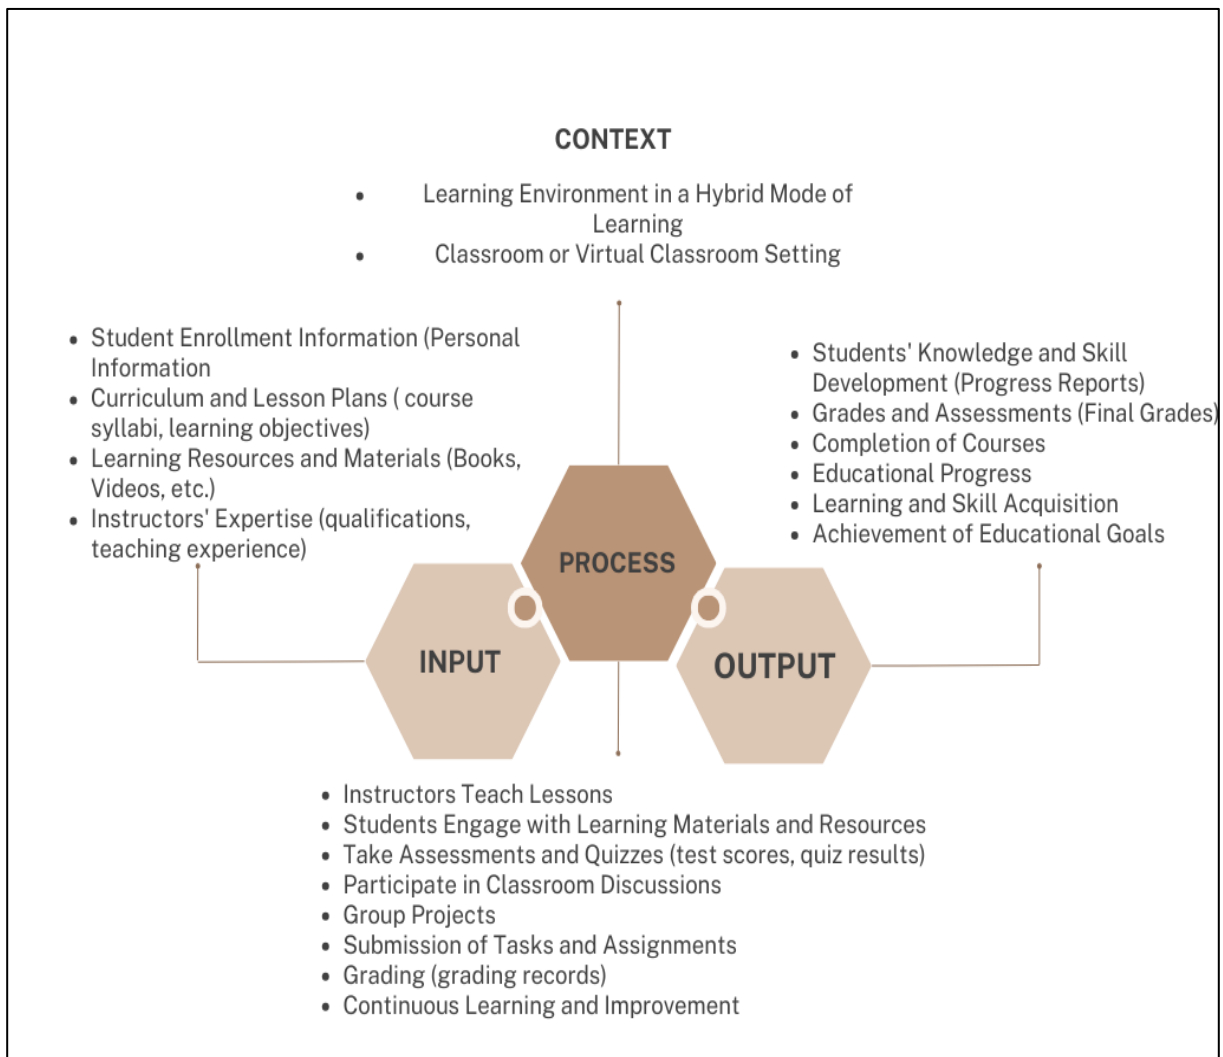 CONTEXT
• Learning Environment in a Hybrid Mode of
Learning
• Classroom or Virtual Classroom Setting
• Student Enrollment Information (Personal
Information
• Curriculum and Lesson Plans ( course
syllabi, learning objectives)
• Learning Resources and Materials (Books,
Videos, etc.)
• Instructors' Expertise (qualifications,
teaching experience)
• Students' Knowledge and Skill
Development (Progress Reports)
• Grades and Assessments (Final Grades)
• Completion of Courses
• Educational Progress
• Learning and Skill Acquisition
• Achievement of Educational Goals
PROCESS
INPUT
OUTPUT
• Instructors Teach Lessons
• Students Engage with Learning Materials and Resources
• Take Assessments and Quizzes (test scores, quiz results)
• Participate in Classroom Discussions
• Group Projects
• Submission of Tasks and Assignments
• Grading (grading records)
• Continuous Learning and Improvement